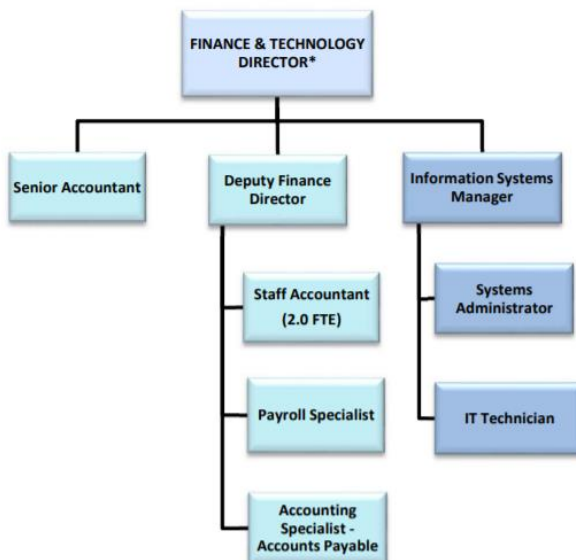 FINANCE & TECHNOLOGY
DIRECTOR*
Senior Accountant
Deputy Finance
Director
Information Systems
Manager
Staff Accountant
(2.0 FTE)
Systems
Administrator
Payroll Specialist
IT Technician
Accounting
Specialist -
Accounts Payable